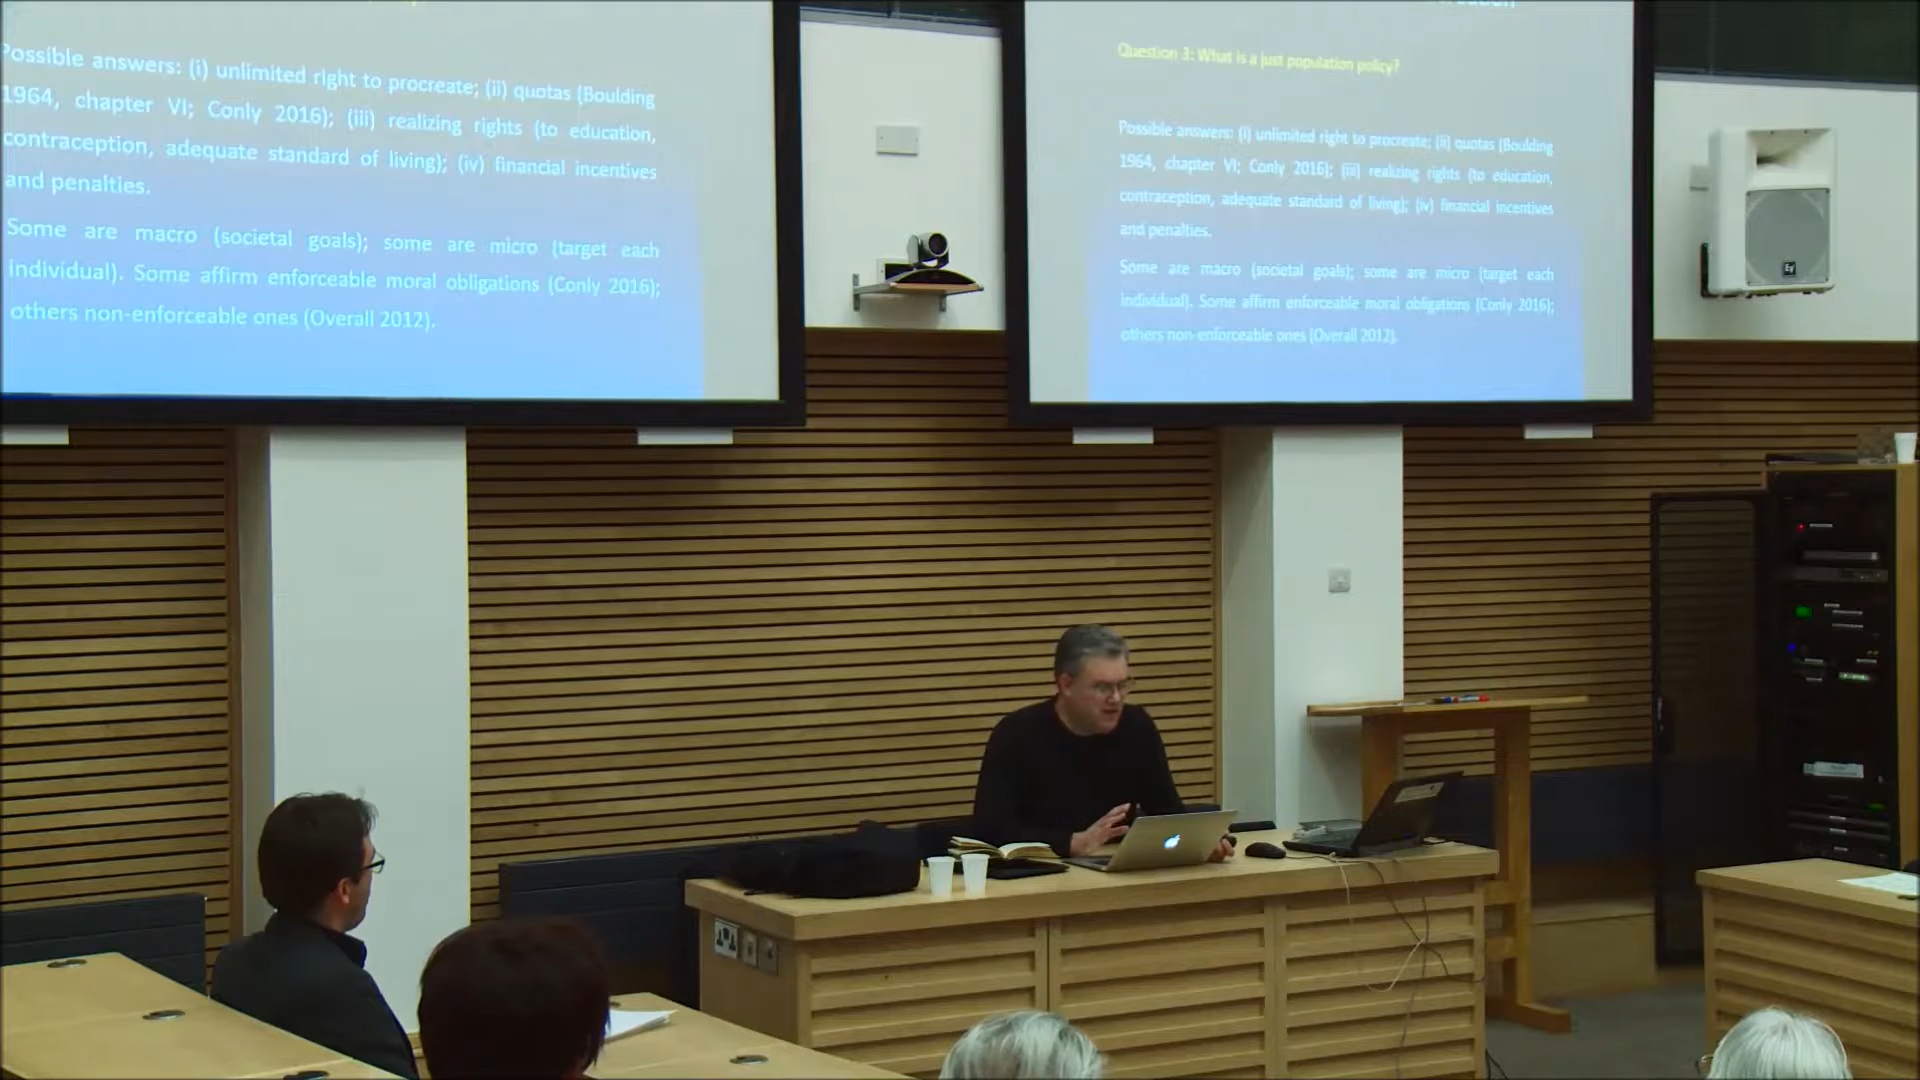 Possible answers: (i) unlimited right to procreate; (ii) quotas (Boulding
1964, chapter VI; Conly 2016); (iii) realizing rights (to education,
contraception, adequate standard of living); (iv) financial incentives
and penalties.
Some are macro (societal goals); some are micro (target each
individual). Some affirm enforceable moral obligations (Conly 2016);
others non-enforceable ones (Overall 2012).
Question 3: What is a just population policy?
Possible answers: (i) unlimited right to procreate; (ii) quotas (Boulding
1964, chapter VI; Conly 2016); (iii) realizing rights (to education,
contraception, adequate standard of living); (iv) financial incentives
and penalties.
Some are macro (societal goals); some are micro (target each
individual). Some affirm enforceable moral obligations (Conly 2016);
others non-enforceable ones (Overall 2012).